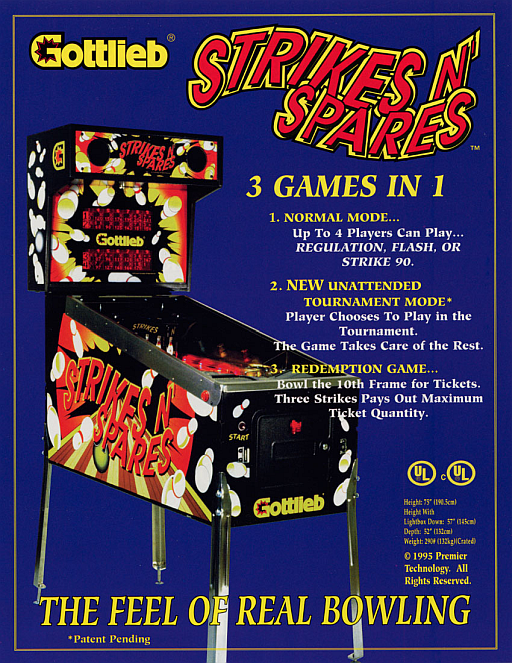 Gottlieb®
STRIKES N'
SPARES™
3 GAMES IN 1
1. NORMAL MODE...
Up To 4 Players Can Play...
REGULATION, FLASH, OR
STRIKE 90.
2. NEW UNATTENDED
TOURNAMENT MODE*
Player Chooses To Play in the
Tournament.
The Game Takes Care of the Rest.
3. REDEMPTION GAME...
Bowl the 10th Frame for Tickets.
Three Strikes Pays Out Maximum
Ticket Quantity.
STRIKES N'
SPARES
Gottlieb
STRIKES
STRIKES N'
SPARES
START
Gottlieb
UL c UL
Height: 75" (190.5cm)
Height With
Lightbox Down: 57" (145cm)
Depth: 52" (132cm)
Weight: 290# (132kg)(Crated)
© 1995 Premier
Technology. All
Rights Reserved.
THE FEEL OF REAL BOWLING
*Patent Pending